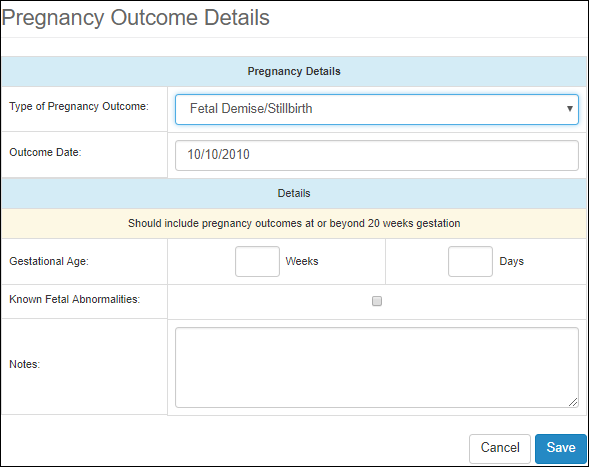 Pregnancy Outcome Details
Pregnancy Details
Type of Pregnancy Outcome: Fetal Demise/Stillbirth
Outcome Date: 10/10/2010
Details
Should include pregnancy outcomes at or beyond 20 weeks gestation
Gestational Age: Weeks Days
Known Fetal Abnormalities:
Notes:
Cancel Save